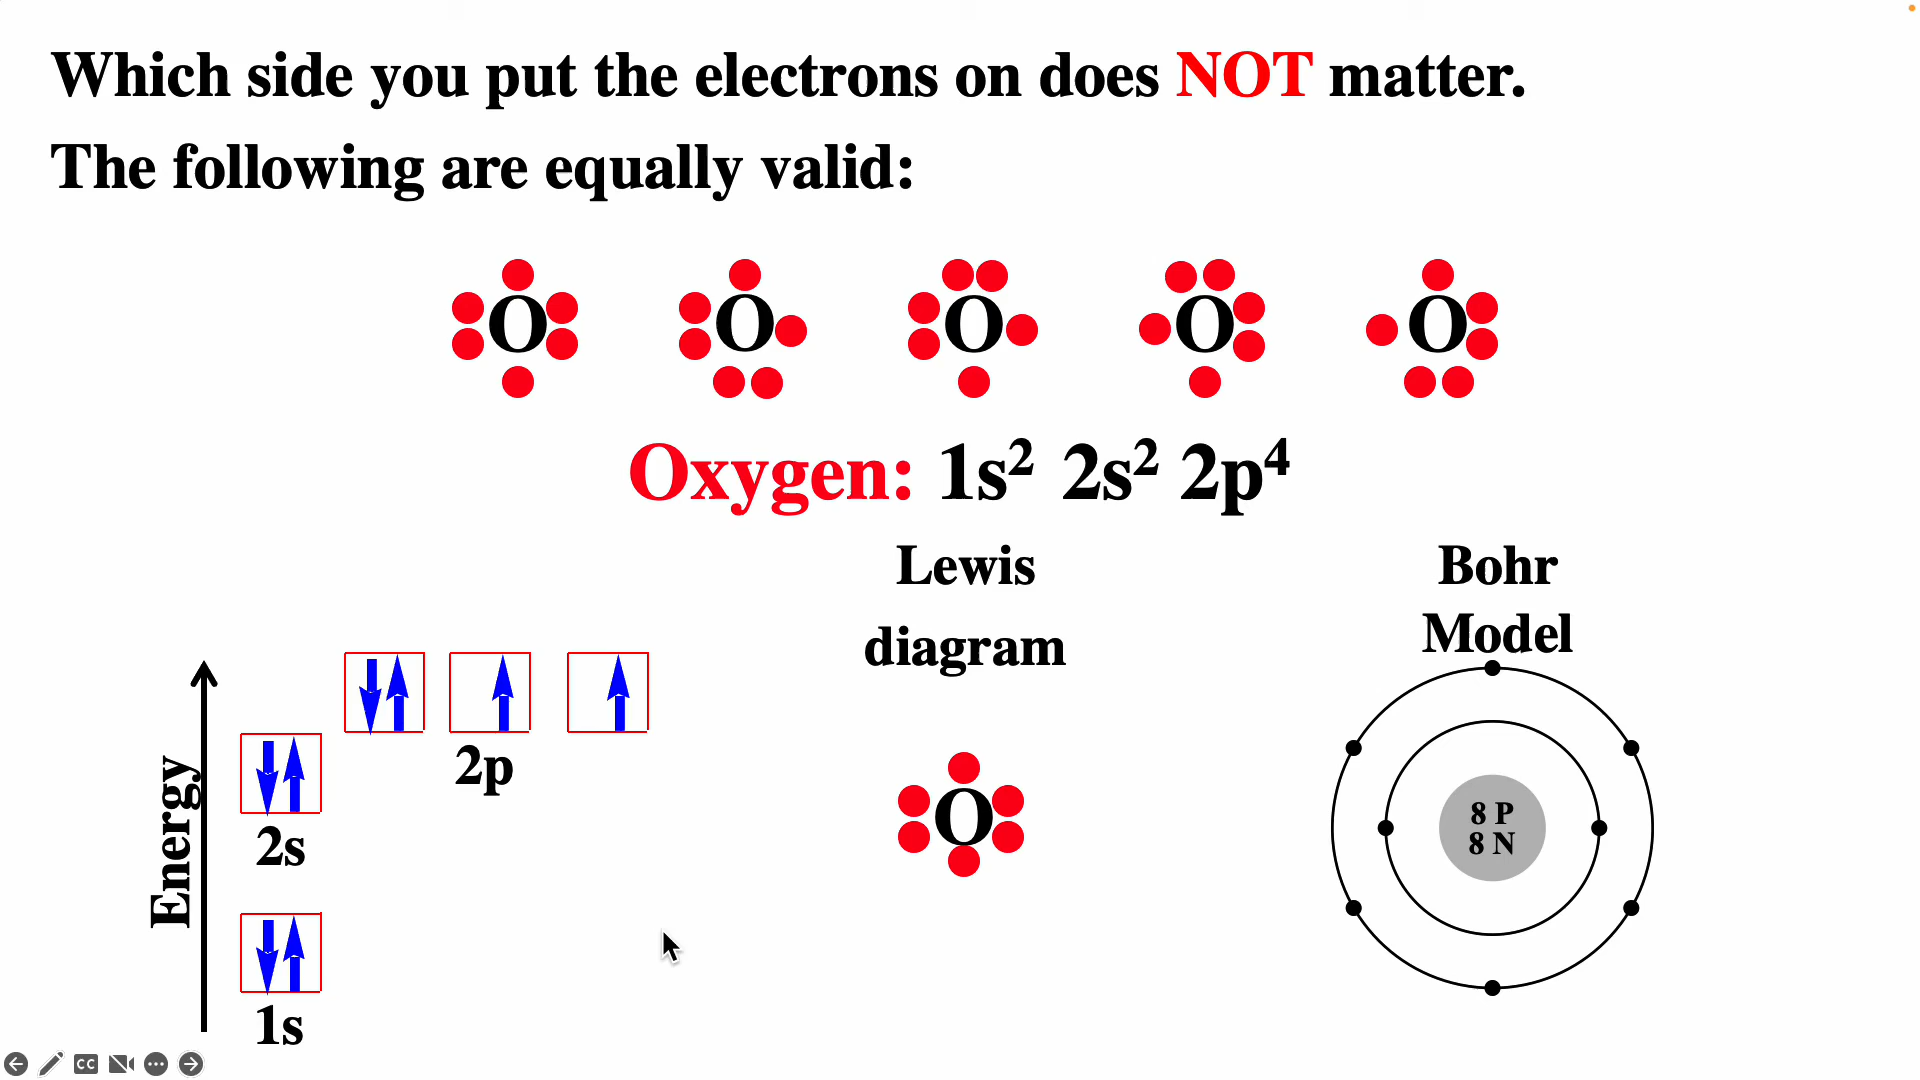 Which side you put the electrons on does NOT matter.
The following are equally valid:
O O O O O
Oxygen: 1s² 2s² 2p⁴
Lewis
diagram
Bohr
Model
Energy
2p
2s
1s
O
8 P
8 N
CC